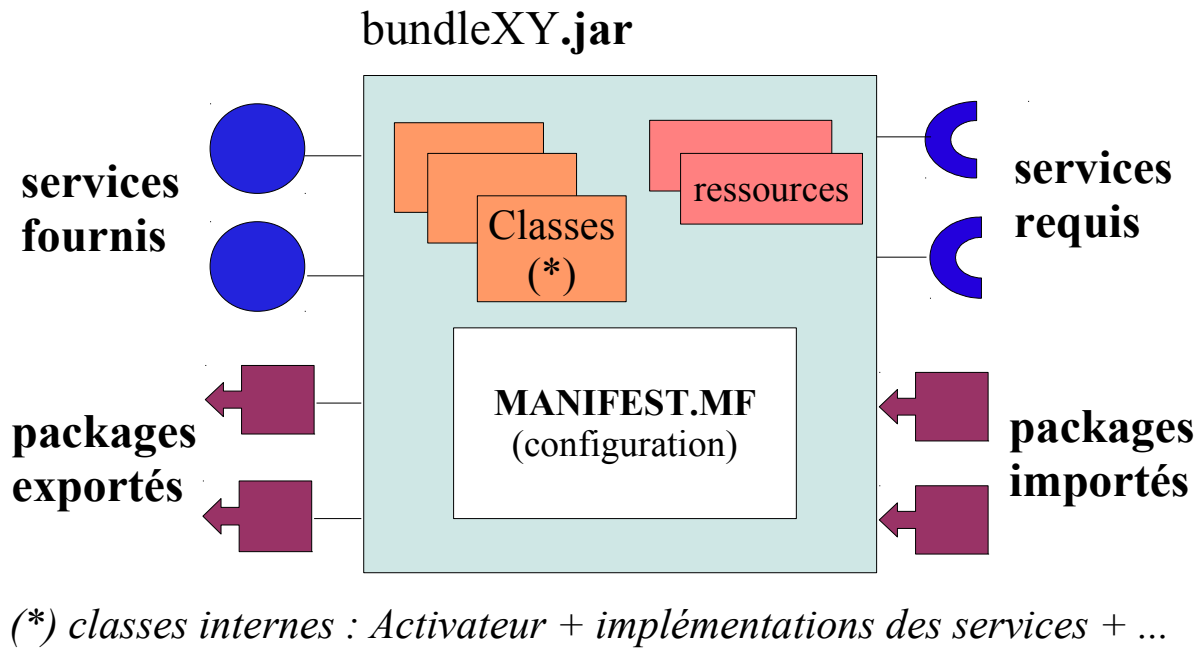 bundleXY.jar
services
fournis
Classes
(*)
ressources
services
requis
MANIFEST.MF
(configuration)
packages
exportés
packages
importés
(*) classes internes : Activateur + implémentations des services + ...